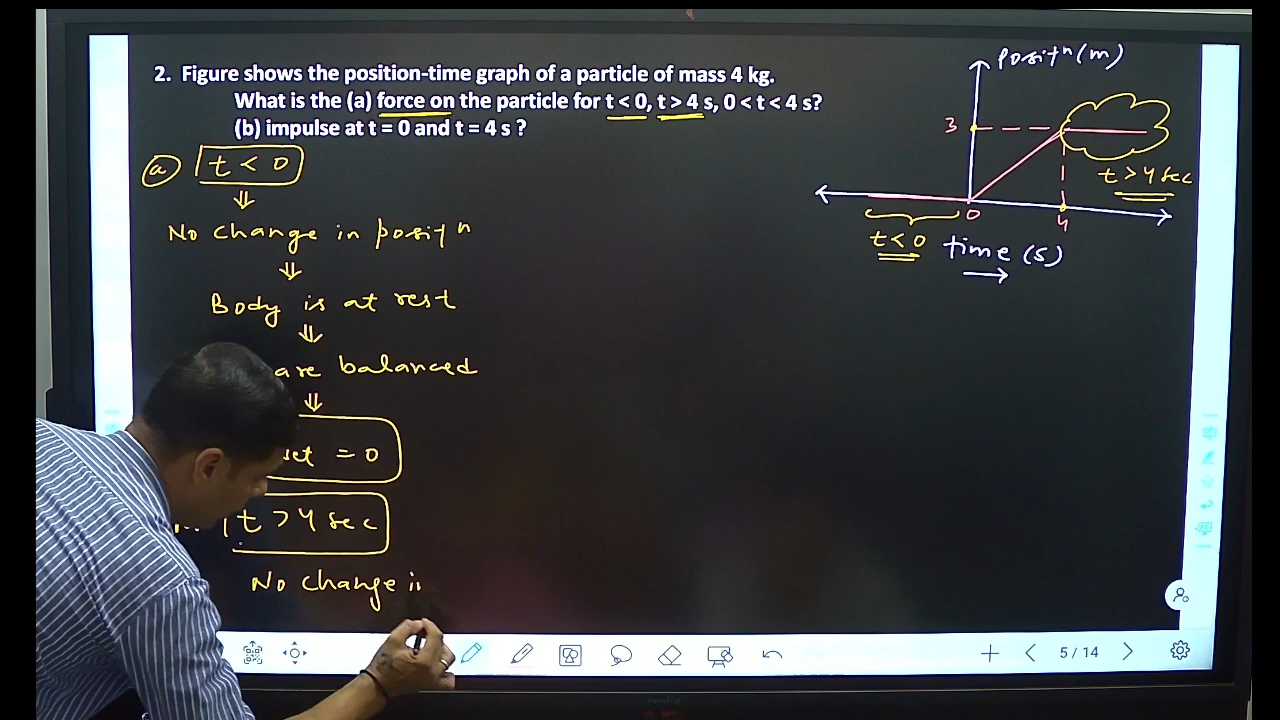 2. Figure shows the position-time graph of a particle of mass 4 kg.
What is the (a) force on the particle for t < 0, t > 4 s, 0 < t < 4 s?
(b) impulse at t = 0 and t = 4 s ?
positⁿ (m)
3
t > 4 sec
0
4
t < 0
time (s)
(a) t < 0
⇓
No change in positⁿ
⇓
Body is at rest
⇓
are balanced
⇓
= 0
t > 4 sec
No change i
5 / 14